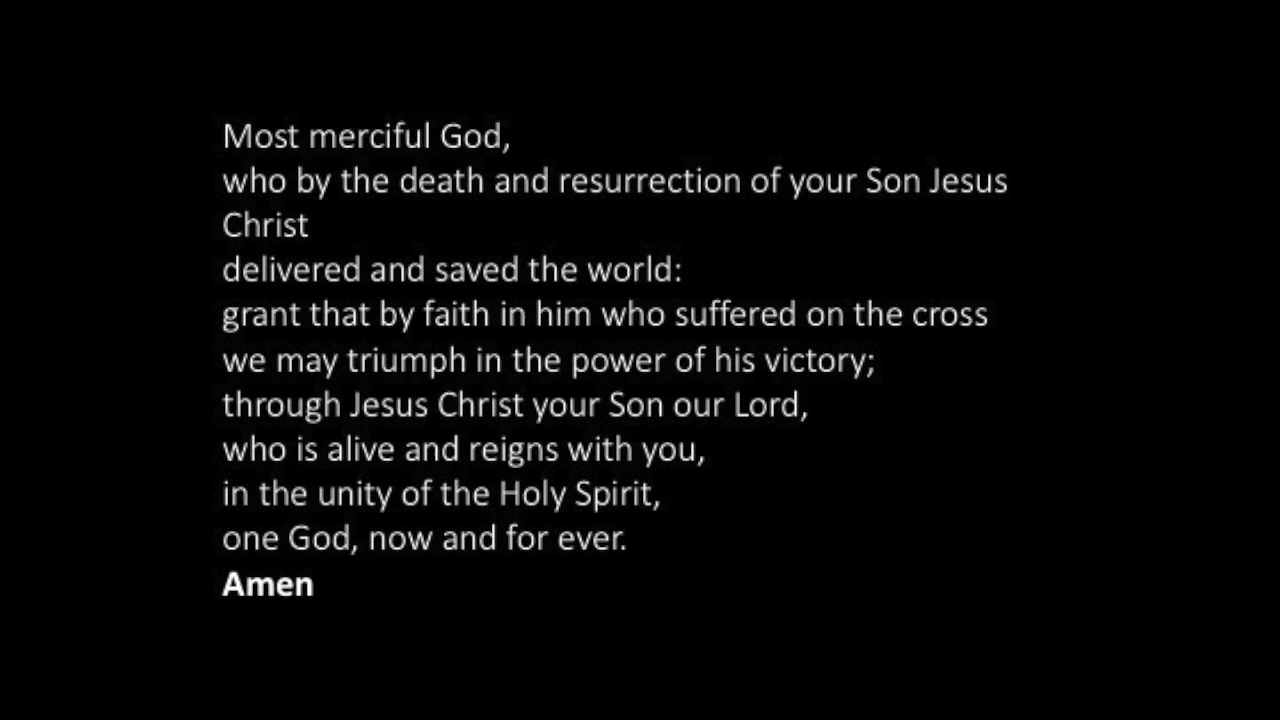 Most merciful God,
who by the death and resurrection of your Son Jesus
Christ
delivered and saved the world:
grant that by faith in him who suffered on the cross
we may triumph in the power of his victory;
through Jesus Christ your Son our Lord,
who is alive and reigns with you,
in the unity of the Holy Spirit,
one God, now and for ever.
Amen